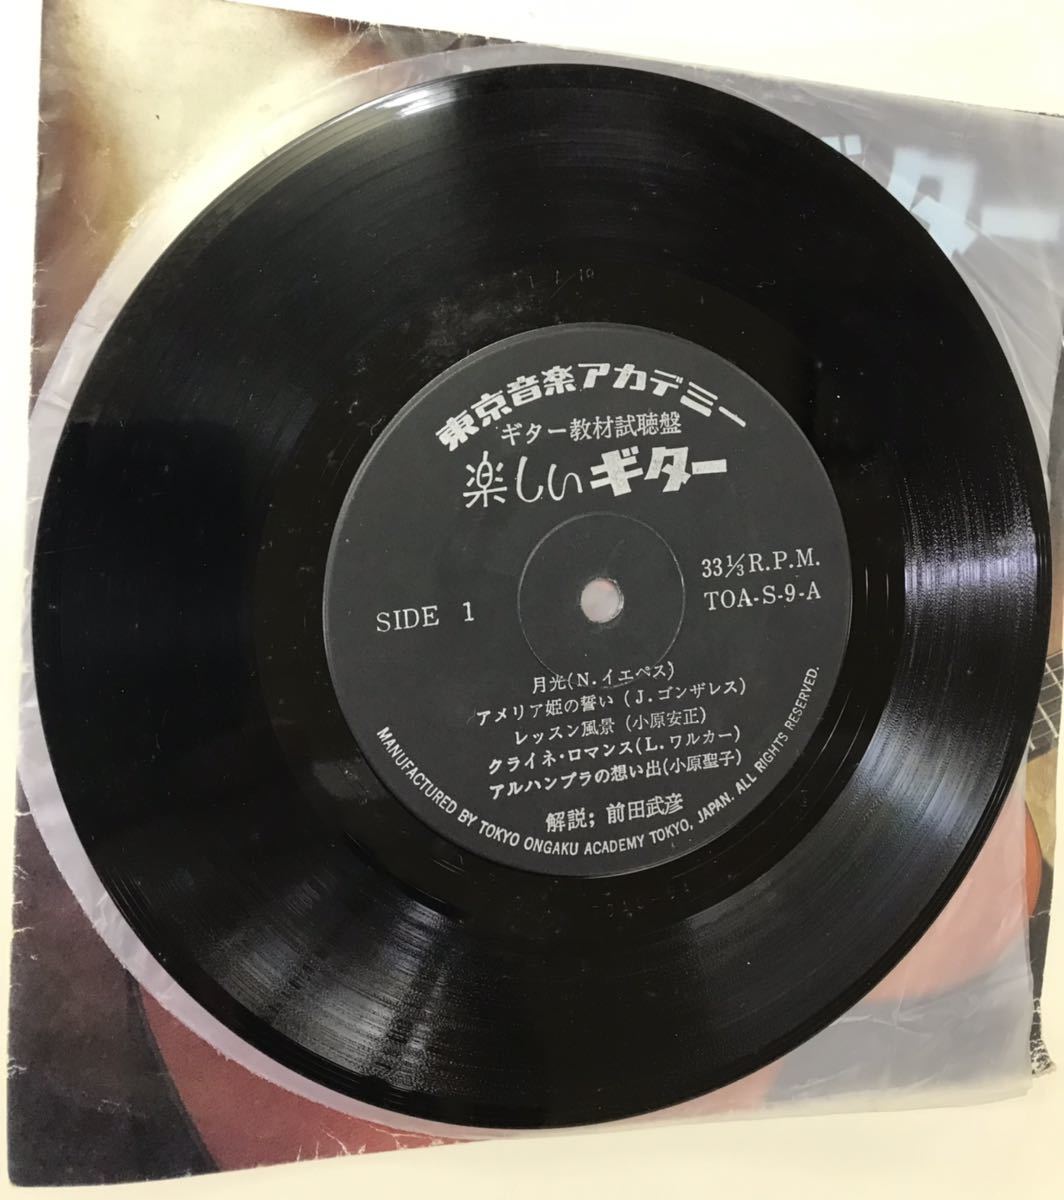 東京音楽アカデミー
ギター教材試聴盤
楽しいギター
SIDE 1
33⅓ R.P.M.
TOA-S-9-A
月光(N.イエペス)
アメリア姫の誓い(J.ゴンザレス)
レッスン風景(小原安正)
クライネ・ロマンス(L.ワルカー)
アルハンブラの想い出(小原聖子)
解説;前田武彦
MANUFACTURED BY TOKYO ONGAKU ACADEMY TOKYO, JAPAN. ALL RIGHTS RESERVED.
ギター